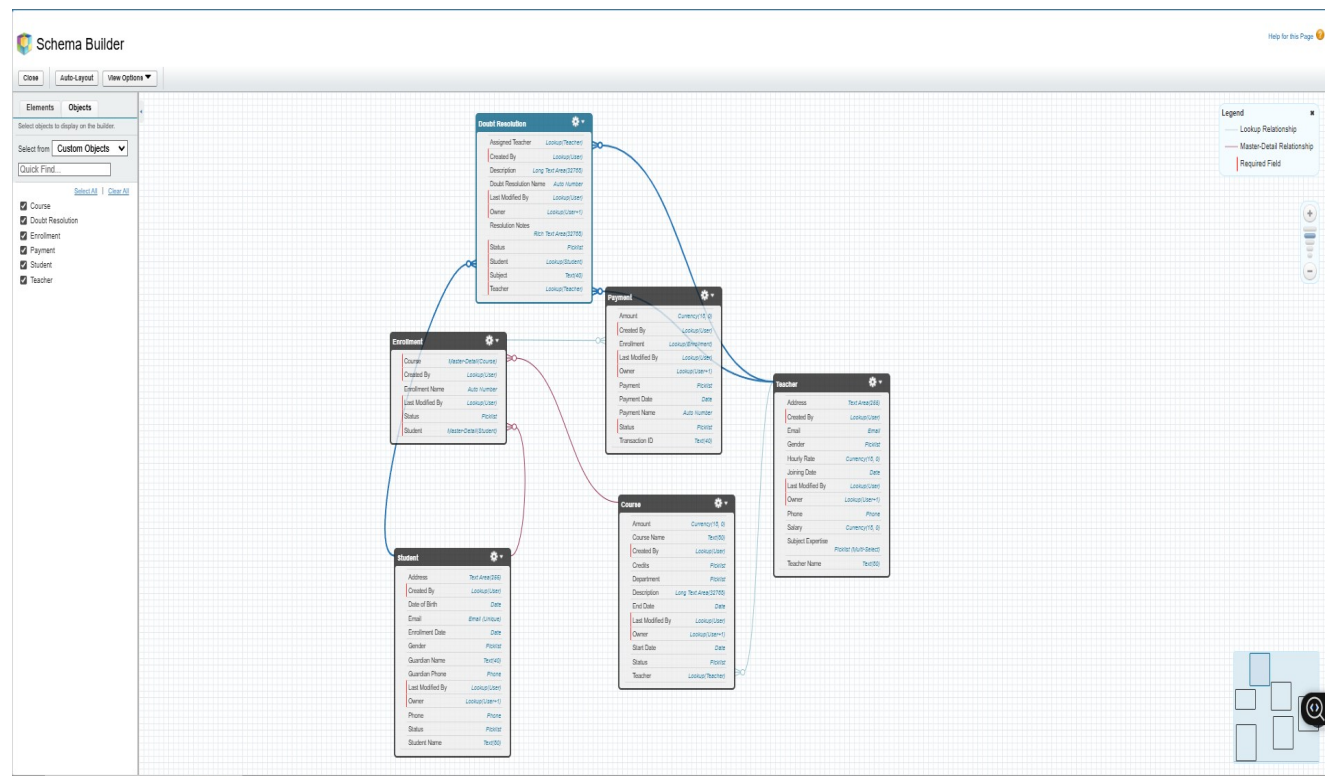 Schema Builder
Help for this Page
Close
Auto-Layout
View Options
Elements Objects
Select objects to display on the builder.
Select from Custom Objects
Quick Find...
Select All | Clear All
Course
Doubt Resolution
Enrollment
Payment
Student
Teacher
Legend
Lookup Relationship
Master-Detail Relationship
Required Field
Doubt Resolution
Assigned Teacher Lookup(Teacher)
Created By Lookup(User)
Description Long Text Area(32768)
Doubt Resolution Name Auto Number
Last Modified By Lookup(User)
Owner Lookup(User+1)
Resolution Notes
Rich Text Area(32768)
Status Picklist
Student Lookup(Student)
Subject Text(40)
Teacher Lookup(Teacher)
Payment
Amount Currency(15, 0)
Created By Lookup(User)
Enrollment Lookup(Enrollment)
Last Modified By Lookup(User)
Owner Lookup(User+1)
Payment Picklist
Payment Date Date
Payment Name Auto Number
Status Picklist
Transaction ID Text(40)
Enrollment
Course Master-Detail(Course)
Created By Lookup(User)
Enrollment Name Auto Number
Last Modified By Lookup(User)
Status Picklist
Student Master-Detail(Student)
Teacher
Address Text Area(255)
Created By Lookup(User)
Email Email
Gender Picklist
Hourly Rate Currency(15, 0)
Joining Date Date
Last Modified By Lookup(User)
Owner Lookup(User+1)
Phone Phone
Salary Currency(15, 0)
Subject Expertise
Picklist (Multi-Select)
Teacher Name Text(50)
Course
Amount Currency(15, 0)
Course Name Text(50)
Created By Lookup(User)
Credits Picklist
Department Picklist
Description Long Text Area(32768)
End Date Date
Last Modified By Lookup(User)
Owner Lookup(User+1)
Start Date Date
Status Picklist
Teacher Lookup(Teacher)
Student
Address Text Area(255)
Created By Lookup(User)
Date of Birth Date
Email Email (Unique)
Enrollment Date Date
Gender Picklist
Guardian Name Text(40)
Guardian Phone Phone
Last Modified By Lookup(User)
Owner Lookup(User+1)
Phone Phone
Status Picklist
Student Name Text(50)